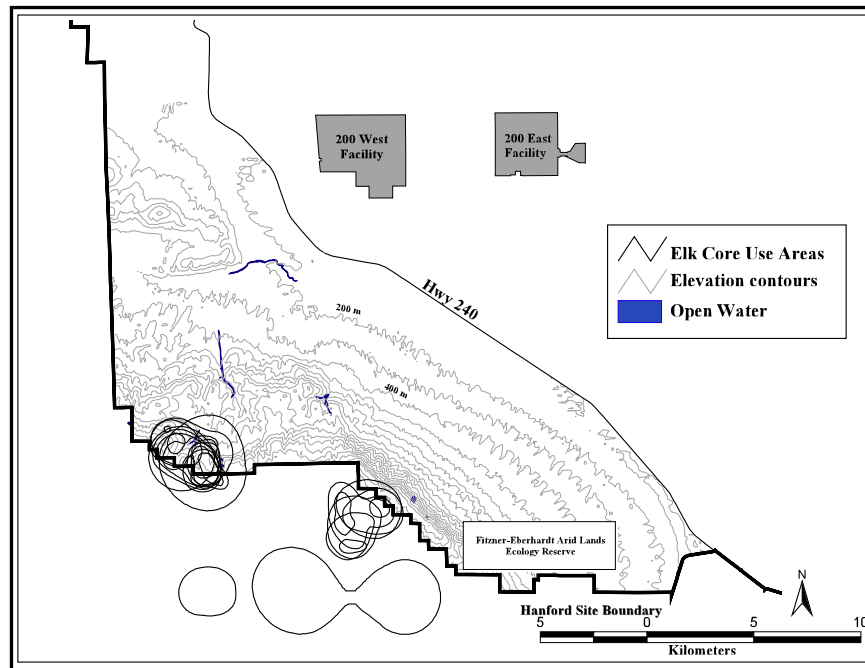 200 West
Facility
200 East
Facility
Elk Core Use Areas
Elevation contours
Open Water
Hwy 240
200 m
400 m
Fitzner-Eberhardt Arid Lands
Ecology Reserve
N
Hanford Site Boundary
5 0 5 10
Kilometers